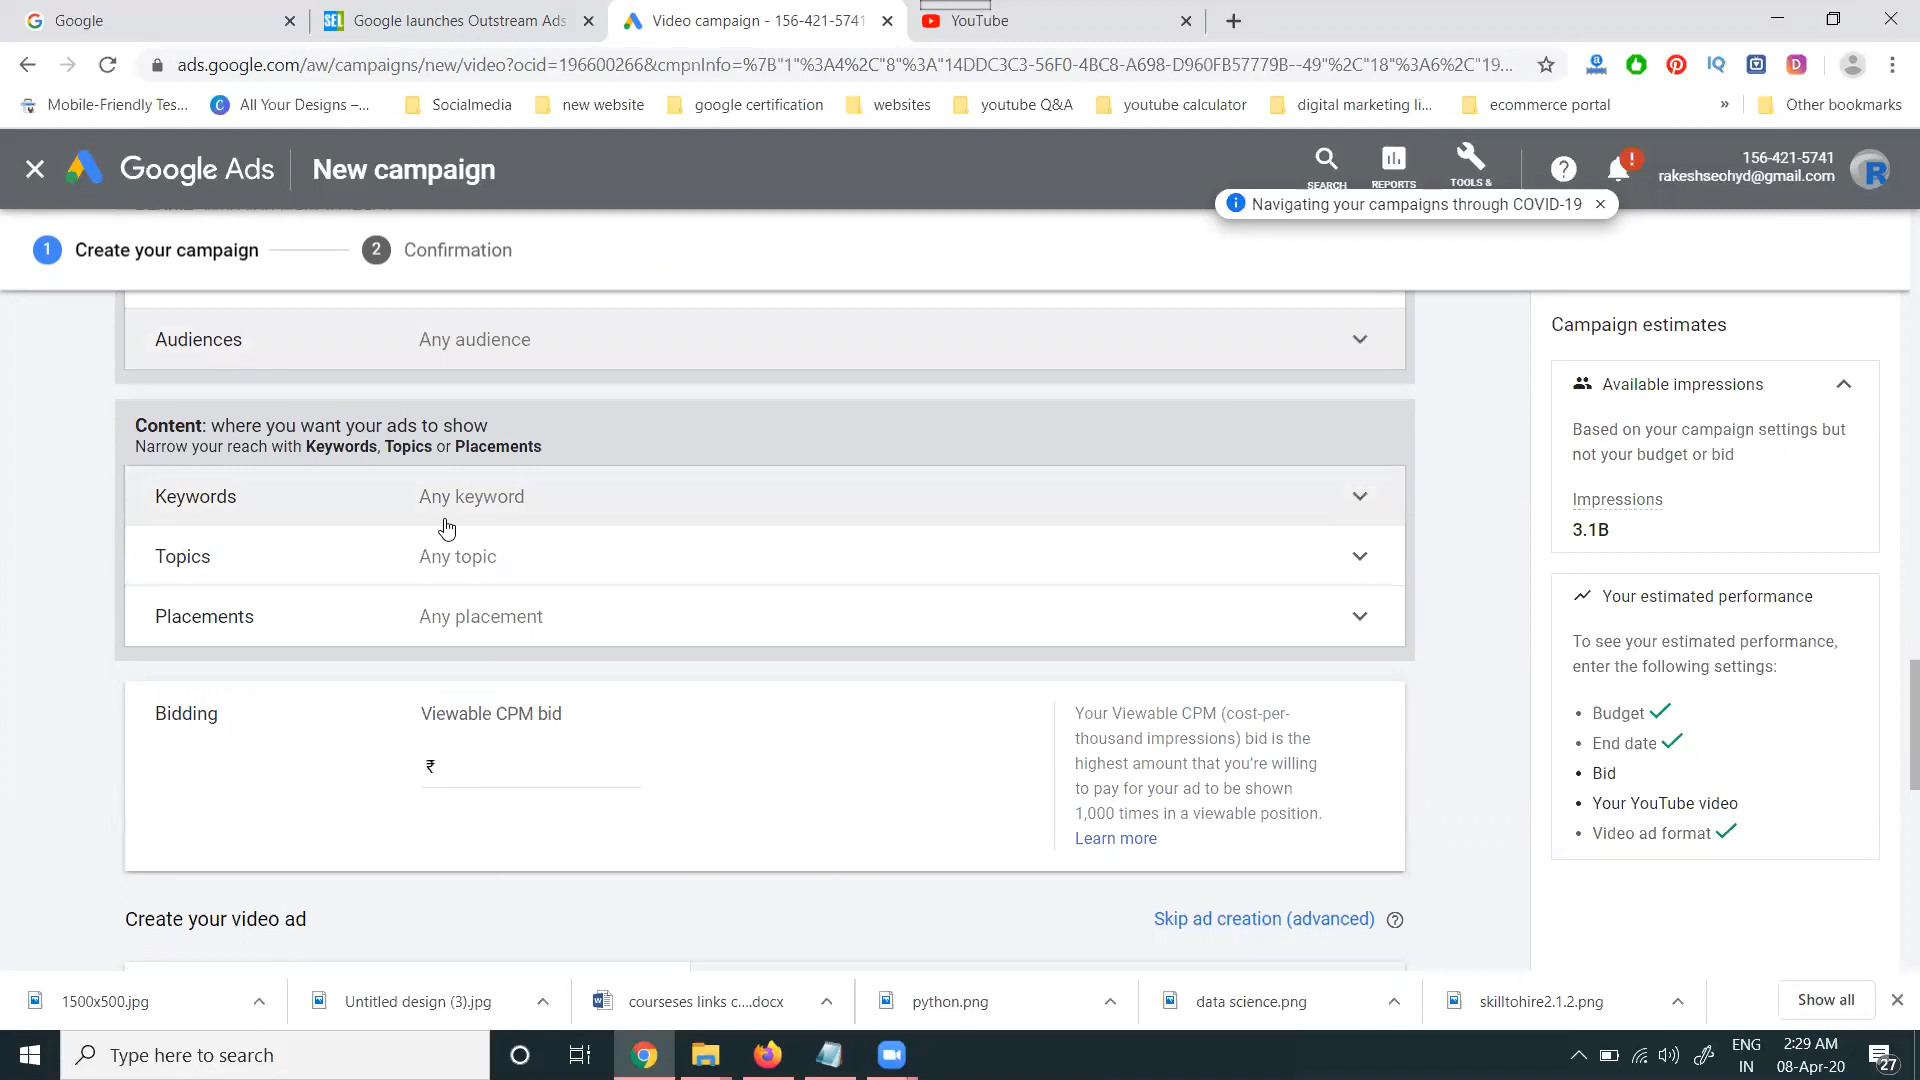 Google
SEL Google launches Outstream Ads
Video campaign - 156-421-5741
YouTube
ads.google.com/aw/campaigns/new/video?ocid=196600266&cmpnInfo=%7B"1"%3A4%2C"8"%3A"14DDC3C3-56F0-4BC8-A698-D960FB57779B--49"%2C"18"%3A6%2C"19...
Mobile-Friendly Tes...
All Your Designs –...
Socialmedia
new website
google certification
websites
youtube Q&A
youtube calculator
digital marketing li...
ecommerce portal
»
Other bookmarks
Google Ads
New campaign
SEARCH
REPORTS
TOOLS &
156-421-5741
rakeshseohyd@gmail.com
Navigating your campaigns through COVID-19
1 Create your campaign
2 Confirmation
Audiences Any audience
Content: where you want your ads to show
Narrow your reach with Keywords, Topics or Placements
Keywords Any keyword
Topics Any topic
Placements Any placement
Bidding
Viewable CPM bid
₹
Your Viewable CPM (cost-per-
thousand impressions) bid is the
highest amount that you’re willing
to pay for your ad to be shown
1,000 times in a viewable position.
Learn more
Create your video ad
Skip ad creation (advanced)
Campaign estimates
Available impressions
Based on your campaign settings but
not your budget or bid
Impressions
3.1B
Your estimated performance
To see your estimated performance,
enter the following settings:
• Budget
• End date
• Bid
• Your YouTube video
• Video ad format
1500x500.jpg
Untitled design (3).jpg
courseses links c....docx
python.png
data science.png
skilltohire2.1.2.png
Show all
Type here to search
ENG
IN
2:29 AM
08-Apr-20
27